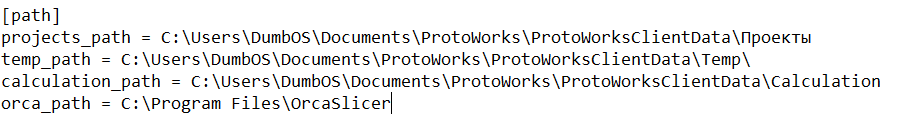 [path]
projects_path = C:\Users\DumbOS\Documents\ProtoWorks\ProtoWorksClientData\Проекты
temp_path = C:\Users\DumbOS\Documents\ProtoWorks\ProtoWorksClientData\Temp\
calculation_path = C:\Users\DumbOS\Documents\ProtoWorks\ProtoWorksClientData\Calculation
orca_path = C:\Program Files\OrcaSlicer